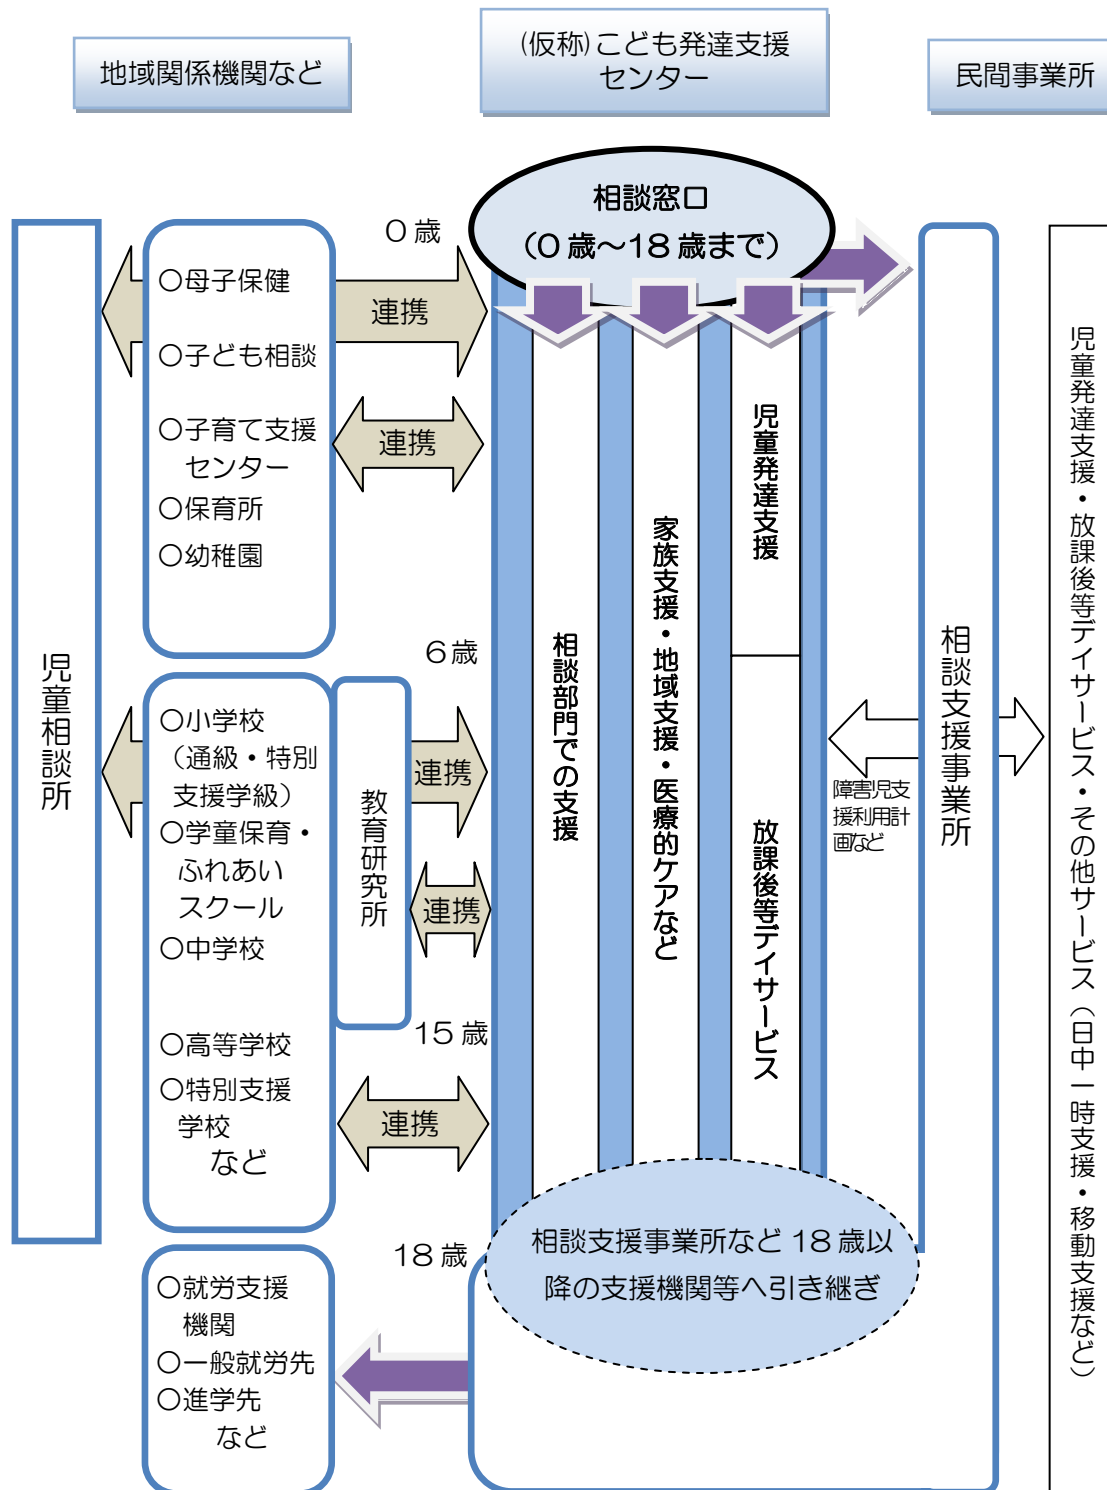 地域関係機関など
(仮称)こども発達支援
センター
民間事業所
相談窓口
（０歳～18歳まで）
０歳
○母子保健
○子ども相談
○子育て支援
センター
○保育所
○幼稚園
連携
連携
児童相談所
６歳
○小学校
（通級・特別
支援学級）
○学童保育・
ふれあい
スクール
○中学校
○高等学校
○特別支援
学校
など
教育研究所
連携
連携
15歳
連携
相談部門での支援
家族支援・地域支援・医療的ケアなど
児童発達支援
放課後等デイサービス
障害児支
援利用計
画など
相談支援事業所
児童発達支援・放課後等デイサービス・その他サービス（日中一時支援・移動支援など）
18歳
相談支援事業所など18歳以
降の支援機関等へ引き継ぎ
○就労支援
機関
○一般就労先
○進学先
など